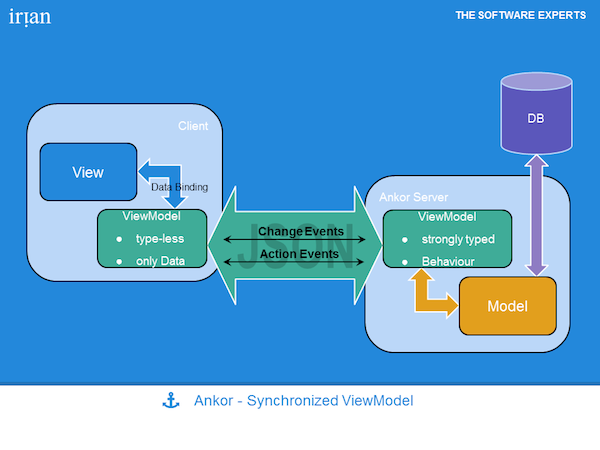 irian
THE SOFTWARE EXPERTS
Client
View
Data Binding
ViewModel
● type-less
● only Data
JSON
Change Events
Action Events
DB
Ankor Server
ViewModel
● strongly typed
● Behaviour
Model
Ankor - Synchronized ViewModel